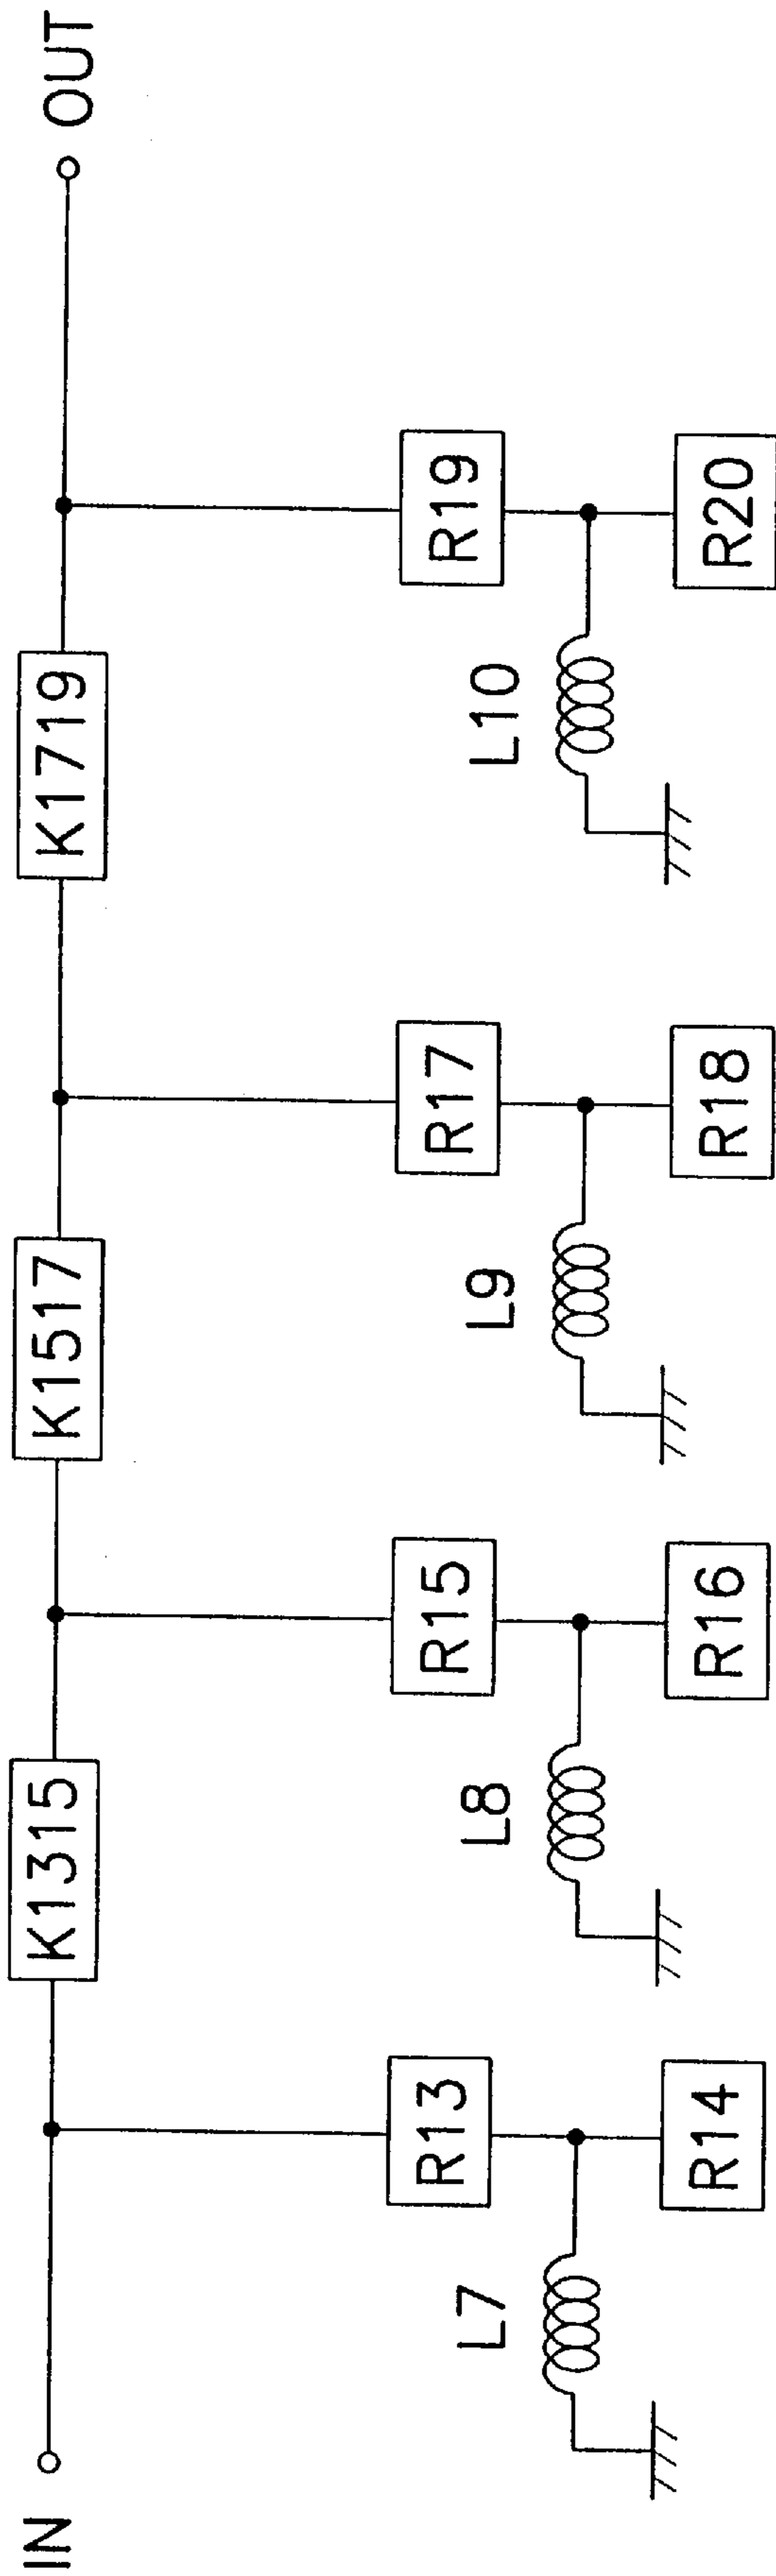 IN
K1315
K1517
K1719
OUT
R13
R15
R17
R19
L7
L8
L9
L10
R14
R16
R18
R20